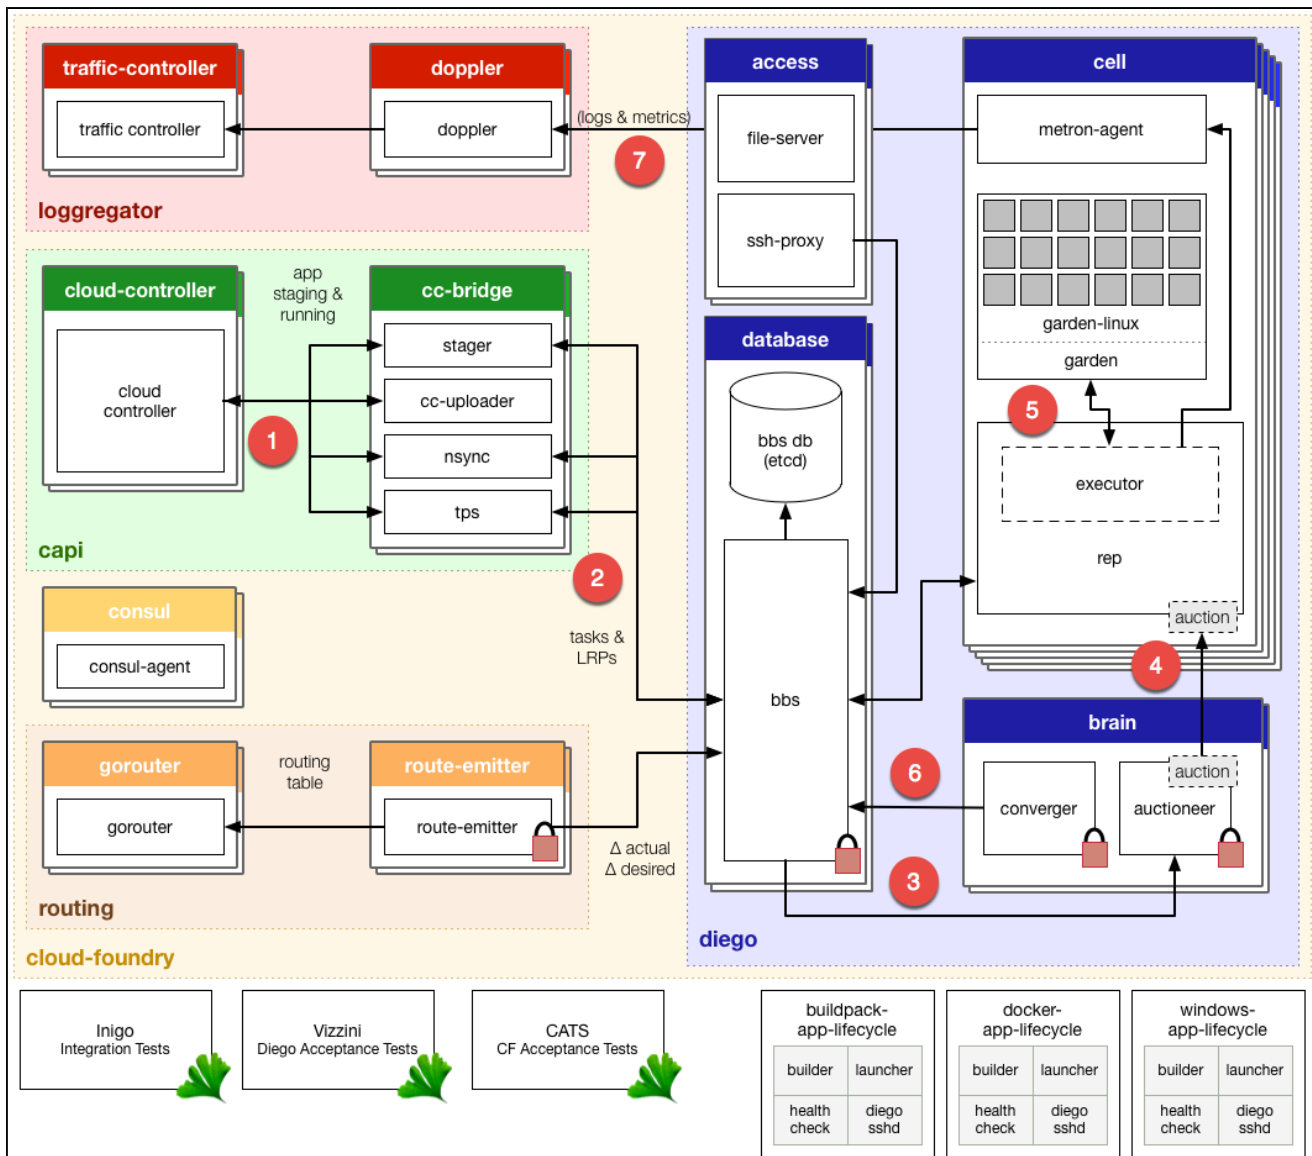 traffic-controller
traffic controller
doppler
doppler
(logs & metrics)
7
loggregator
access
file-server
ssh-proxy
cell
metron-agent
garden-linux
garden
5
executor
rep
auction
4
cloud-controller
cloud
controller
app
staging &
running
1
cc-bridge
stager
cc-uploader
nsync
tps
capi
2
tasks &
LRPs
database
bbs db
(etcd)
bbs
consul
consul-agent
gorouter
gorouter
routing
table
route-emitter
route-emitter
Δ actual
Δ desired
routing
brain
auction
converger
auctioneer
6
3
diego
cloud-foundry
Inigo
Integration Tests
Vizzini
Diego Acceptance Tests
CATS
CF Acceptance Tests
buildpack-
app-lifecycle
builder
launcher
health
check
diego
sshd
docker-
app-lifecycle
builder
launcher
health
check
diego
sshd
windows-
app-lifecycle
builder
launcher
health
check
diego
sshd